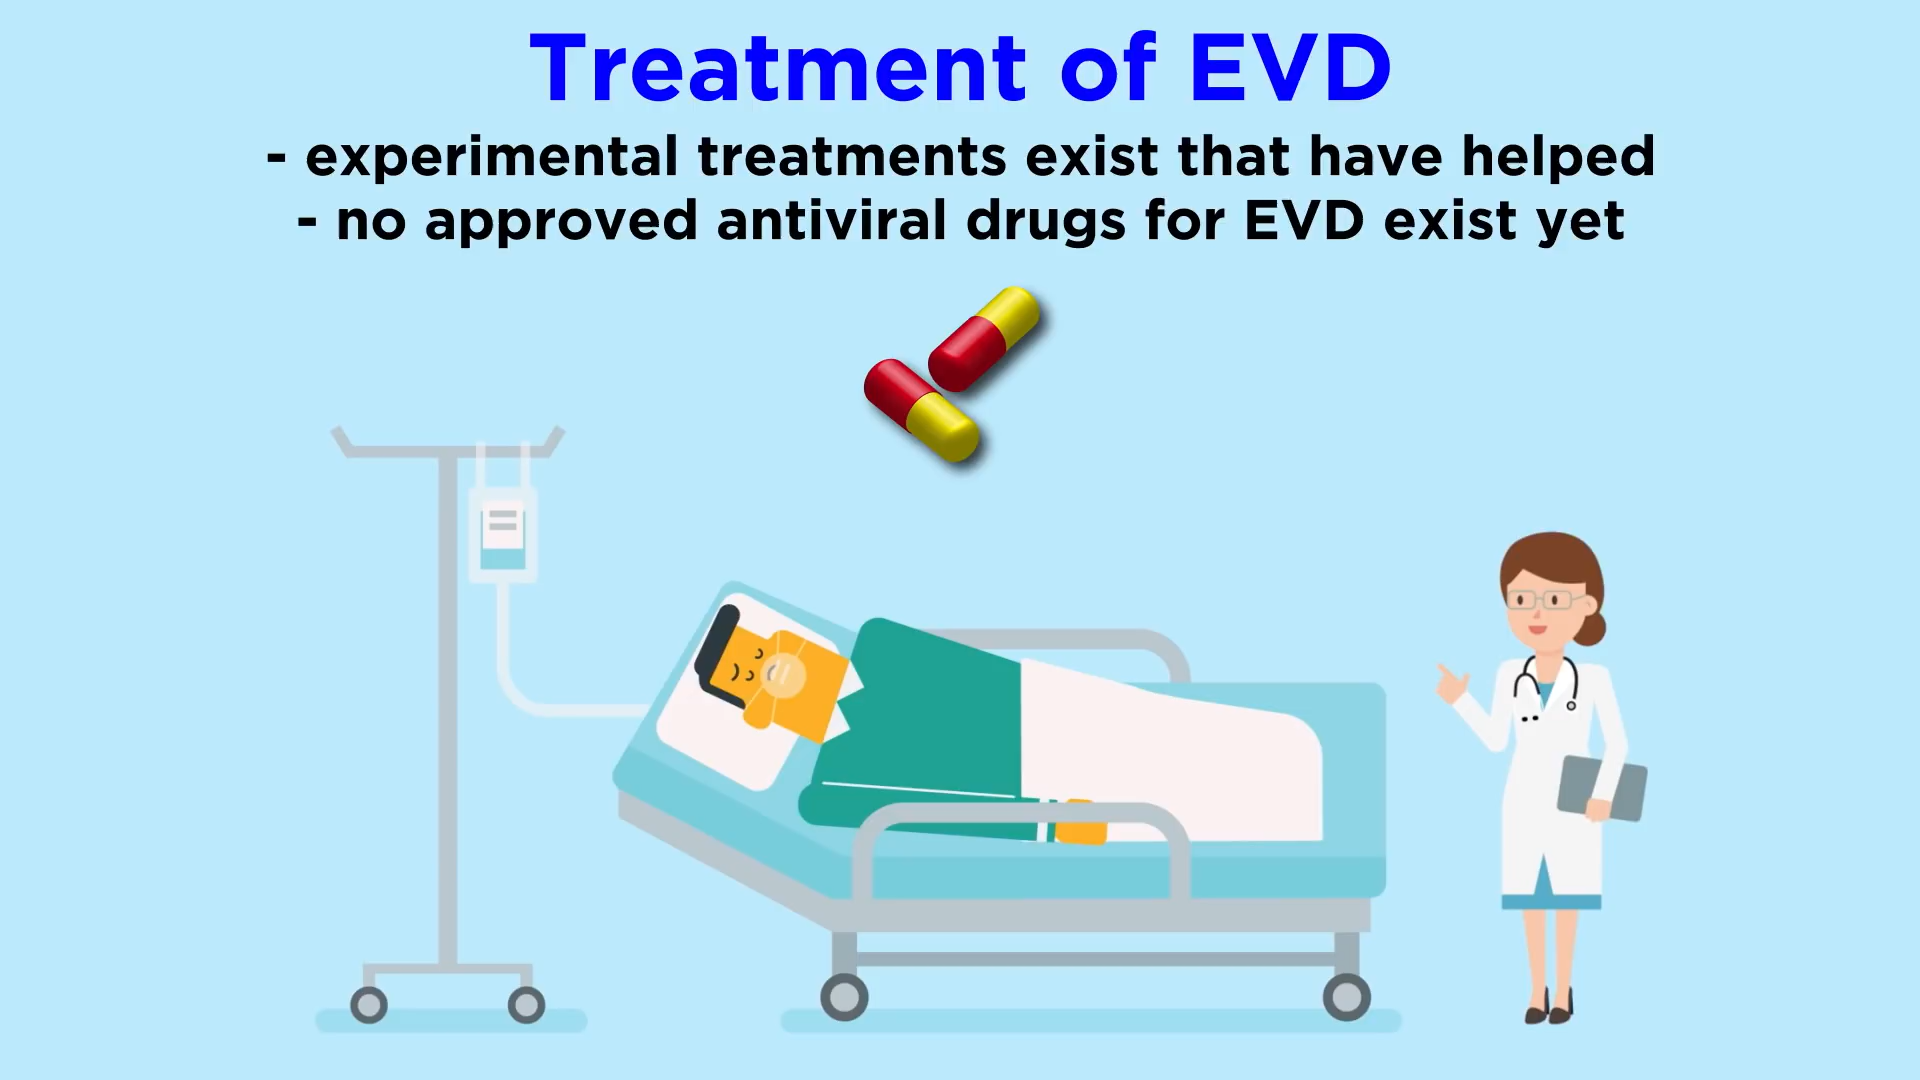 Treatment of EVD
- experimental treatments exist that have helped
- no approved antiviral drugs for EVD exist yet